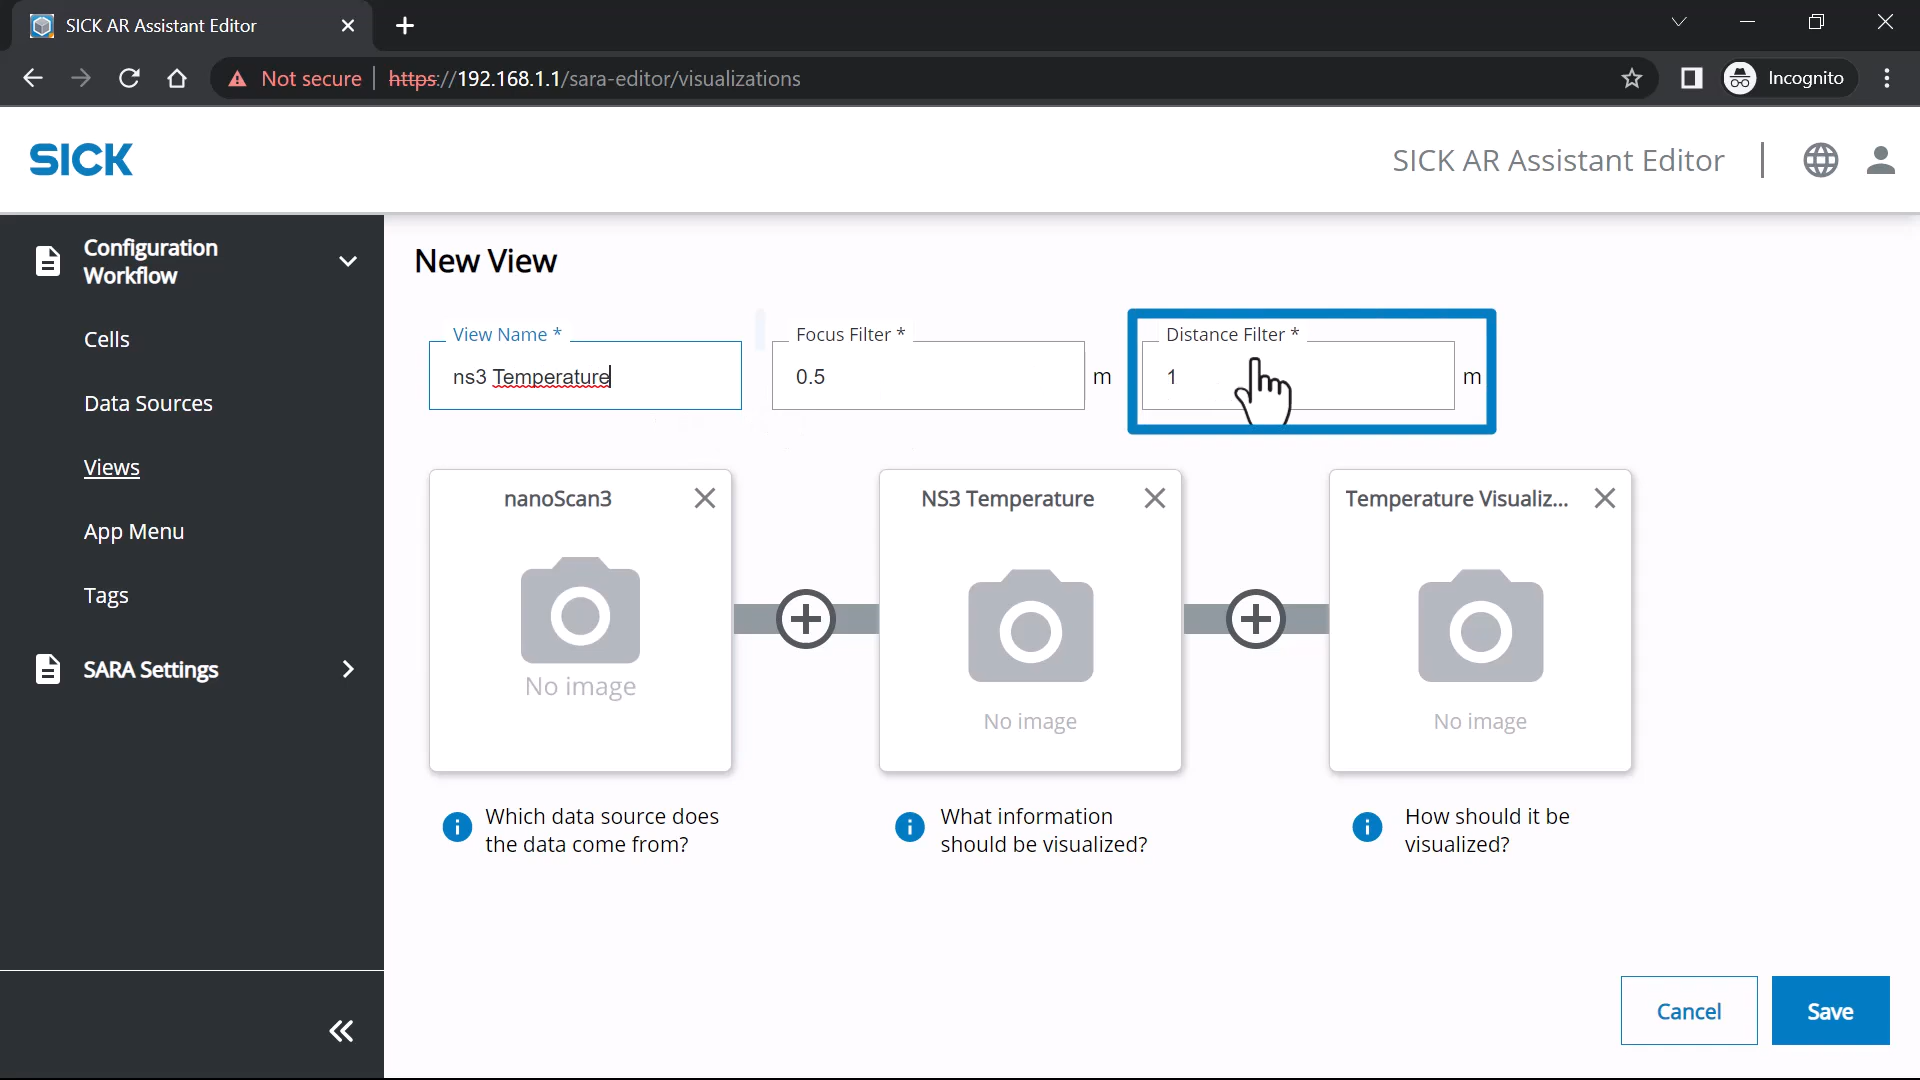 SICK AR Assistant Editor
Not secure
https://192.168.1.1/sara-editor/visualizations
Incognito
SICK
SICK AR Assistant Editor
Configuration
Workflow
Cells
Data Sources
Views
App Menu
Tags
SARA Settings
New View
View Name *
ns3 Temperature
Focus Filter *
0.5
m
Distance Filter *
1
m
nanoScan3
No image
NS3 Temperature
No image
Temperature Visualiz...
No image
Which data source does
the data come from?
What information
should be visualized?
How should it be
visualized?
Cancel
Save